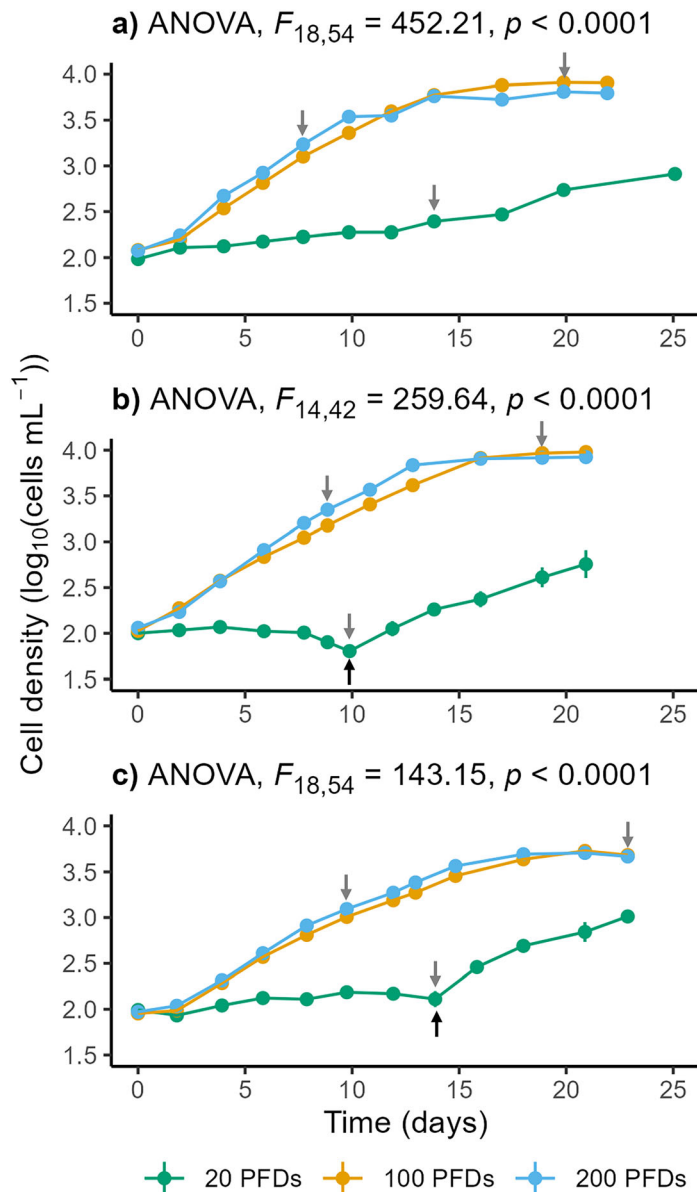 a) ANOVA, F18,54 = 452.21, p < 0.0001
4.0
3.5
3.0
2.5
2.0
1.5
0 5 10 15 20 25
b) ANOVA, F14,42 = 259.64, p < 0.0001
4.0
3.5
3.0
2.5
2.0
1.5
0 5 10 15 20 25
c) ANOVA, F18,54 = 143.15, p < 0.0001
4.0
3.5
3.0
2.5
2.0
1.5
0 5 10 15 20 25
Cell density (log10(cells mL−1))
Time (days)
20 PFDs 100 PFDs 200 PFDs